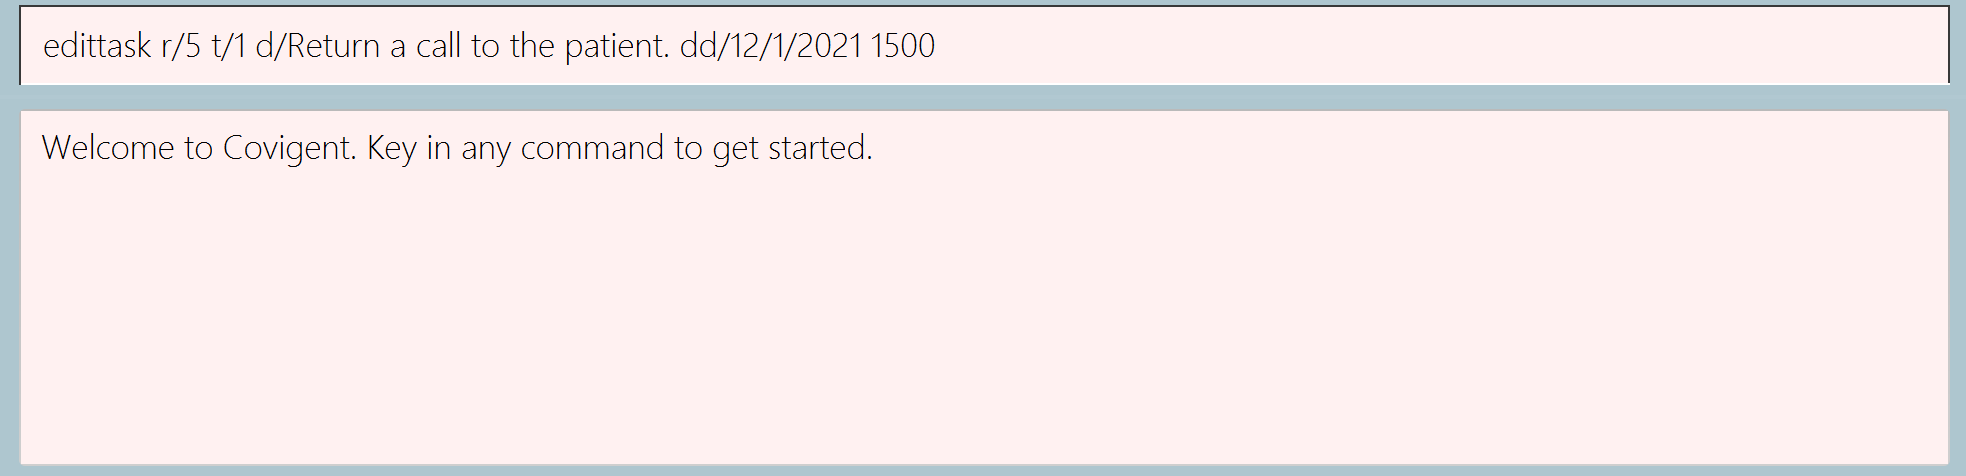 edittask r/5 t/1 d/Return a call to the patient. dd/12/1/2021 1500
Welcome to Covigent. Key in any command to get started.